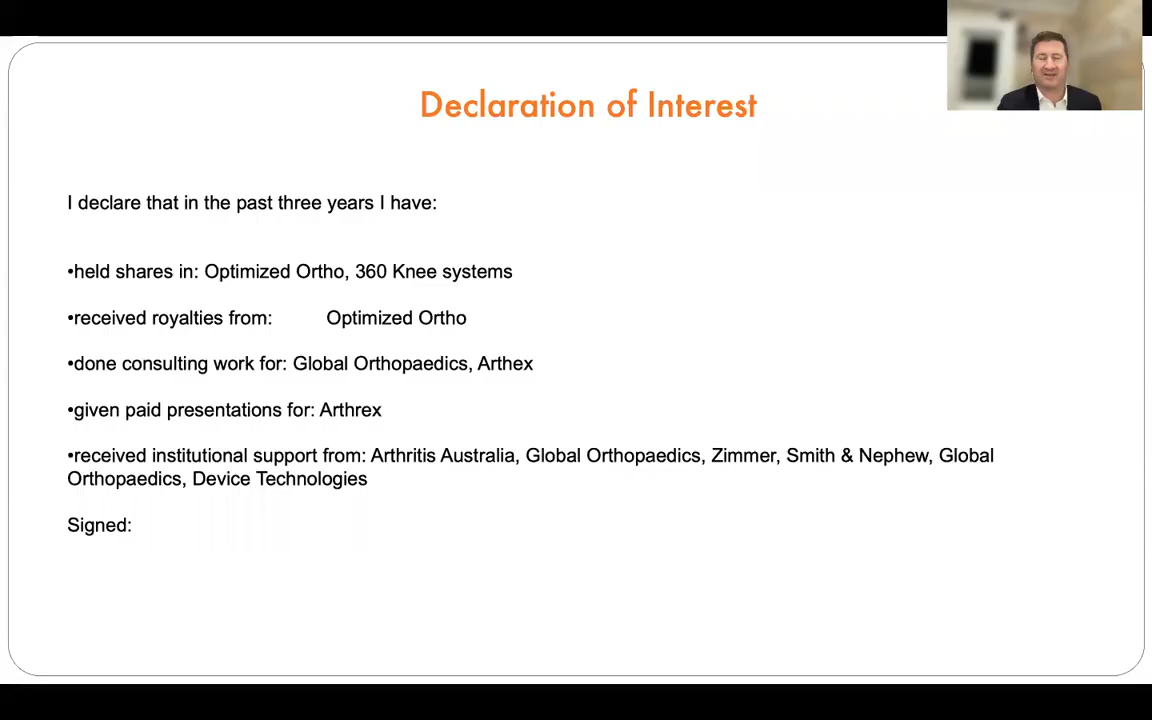 Declaration of Interest
I declare that in the past three years I have:
•held shares in: Optimized Ortho, 360 Knee systems
•received royalties from: Optimized Ortho
•done consulting work for: Global Orthopaedics, Arthex
•given paid presentations for: Arthrex
•received institutional support from: Arthritis Australia, Global Orthopaedics, Zimmer, Smith & Nephew, Global
Orthopaedics, Device Technologies
Signed: